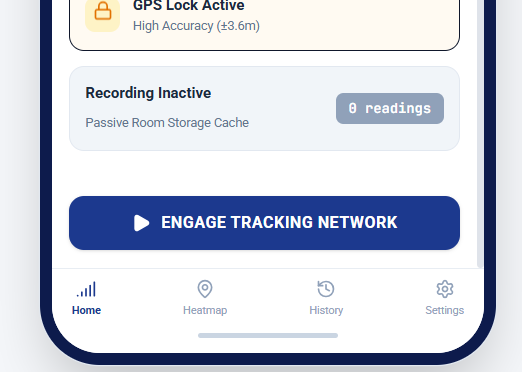 GPS Lock Active
High Accuracy (±3.6m)
Recording Inactive
0 readings
Passive Room Storage Cache
ENGAGE TRACKING NETWORK
Home
Heatmap
History
Settings